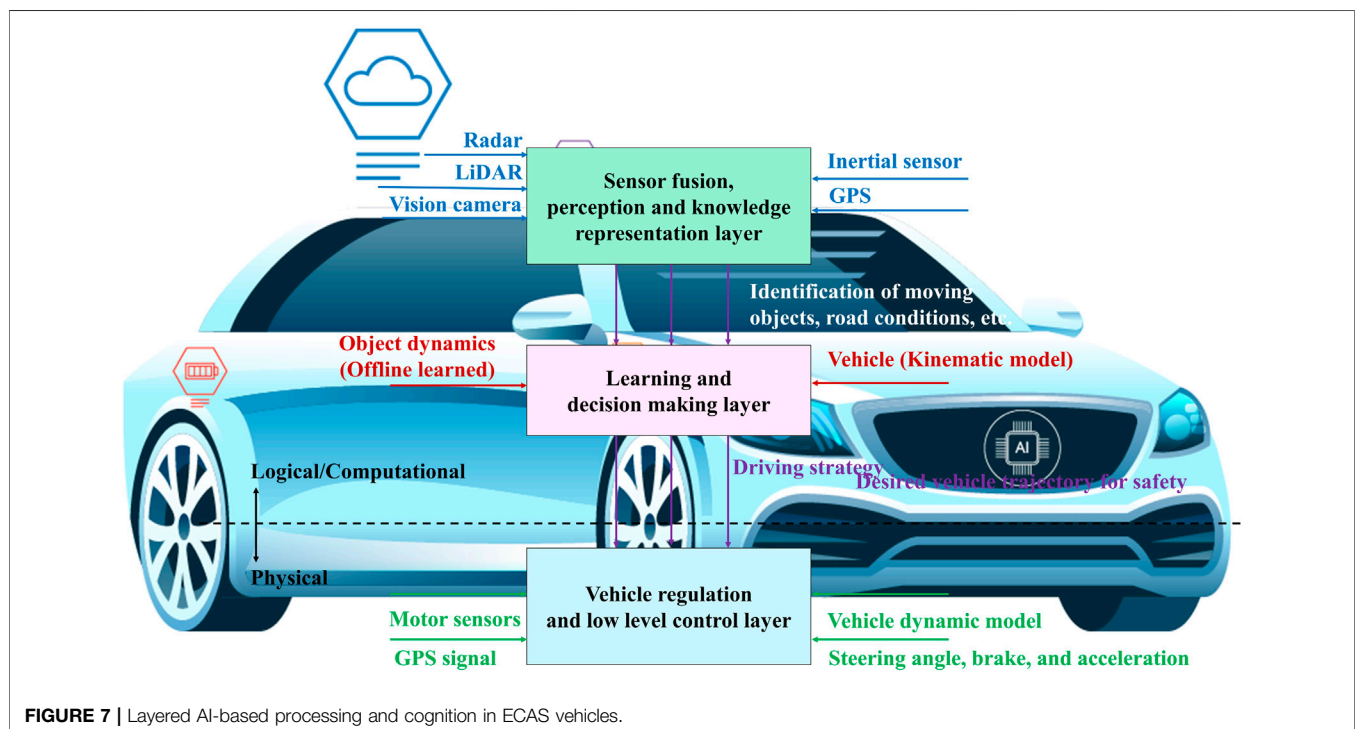 Radar
LiDAR
Vision camera
Sensor fusion,
perception and knowledge
representation layer
Inertial sensor
GPS
Identification of moving
objects, road conditions, etc.
Object dynamics
(Offline learned)
Learning and
decision making layer
Vehicle (Kinematic model)
AI
Driving strategy
Desired vehicle trajectory for safety
Logical/Computational
Physical
Vehicle regulation
and low level control layer
Motor sensors
GPS signal
Vehicle dynamic model
Steering angle, brake, and acceleration
FIGURE 7 | Layered AI-based processing and cognition in ECAS vehicles.